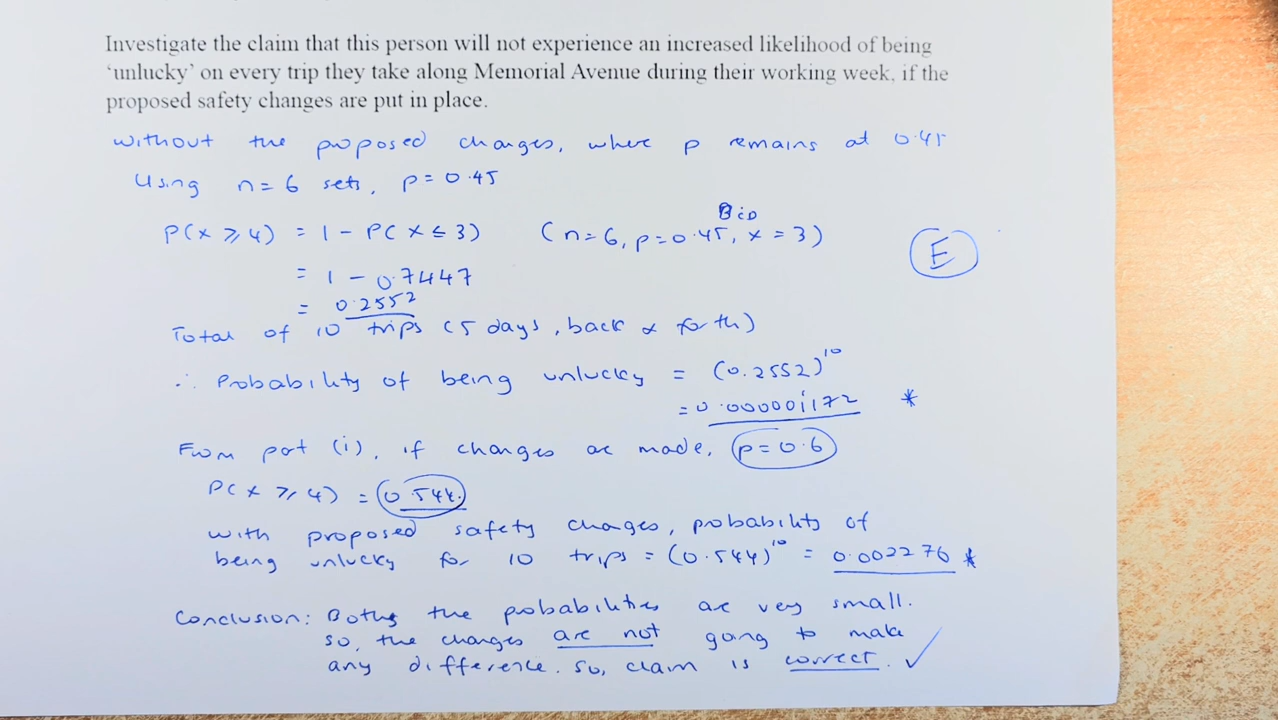 Investigate the claim that this person will not experience an increased likelihood of being
‘unlucky’ on every trip they take along Memorial Avenue during their working week, if the
proposed safety changes are put in place.
without the proposed changes, where p remains at 0.45
Using n = 6 sets, p = 0.45
P(x ≥ 4) = 1 - P(x ≤ 3) (n=6, p=0.45, x = 3)
BCD
= 1 - 0.7447
= 0.2552
E
Total of 10 trips (5 days, back & forth)
∴ Probability of being unlucky = (0.2552)^10
= 0.000001172 *
From part (i), if changes are made, p = 0.6
P(x ≥ 4) = 0.544
with proposed safety changes, probability of
being unlucky for 10 trips = (0.544)^10 = 0.002276 *
Conclusion: Both the probabilities are very small.
so, the changes are not going to make
any difference. So, claim is correct. ✓